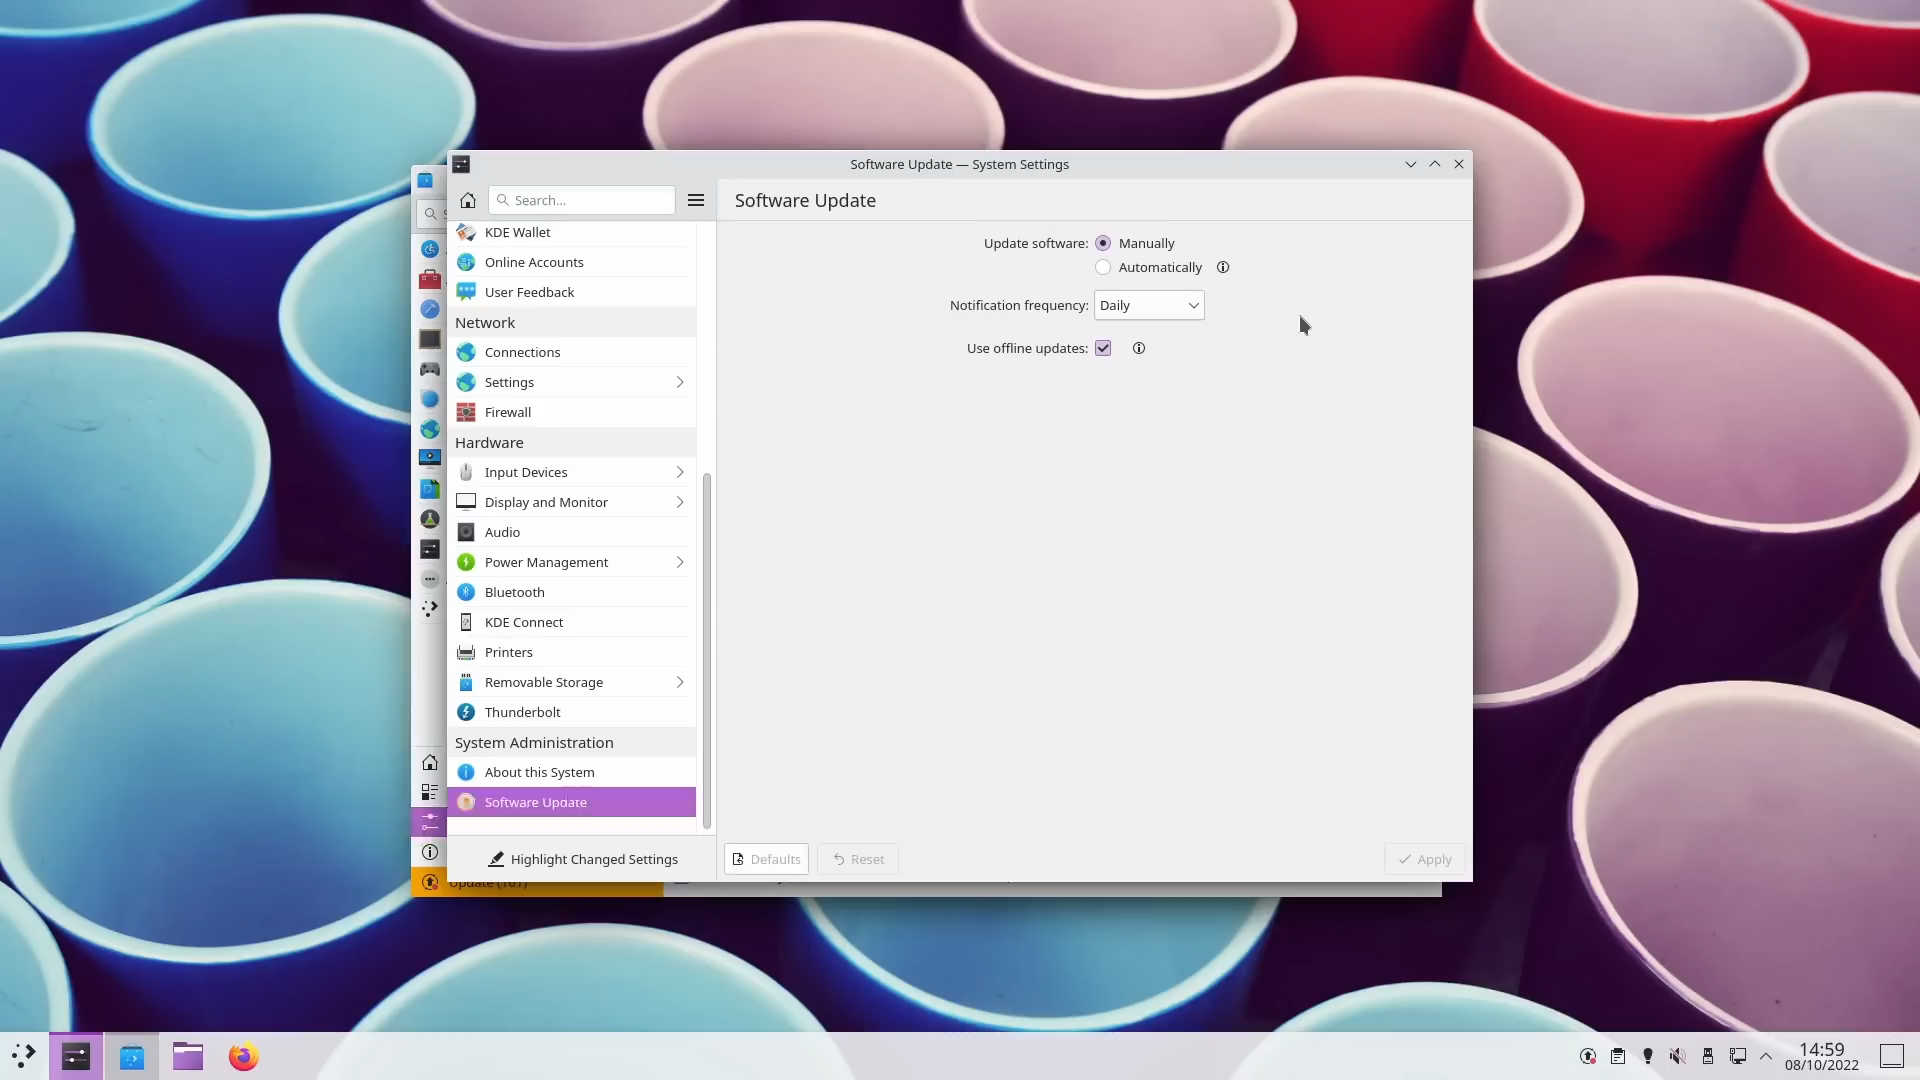 Software Update — System Settings
Search...
Software Update
KDE Wallet
Online Accounts
User Feedback
Network
Connections
Settings
Firewall
Hardware
Input Devices
Display and Monitor
Audio
Power Management
Bluetooth
KDE Connect
Printers
Removable Storage
Thunderbolt
System Administration
About this System
Software Update
Highlight Changed Settings
Update software:
Manually
Automatically
Notification frequency:
Daily
Use offline updates:
Defaults
Reset
Apply
Update (161)
14:59
08/10/2022